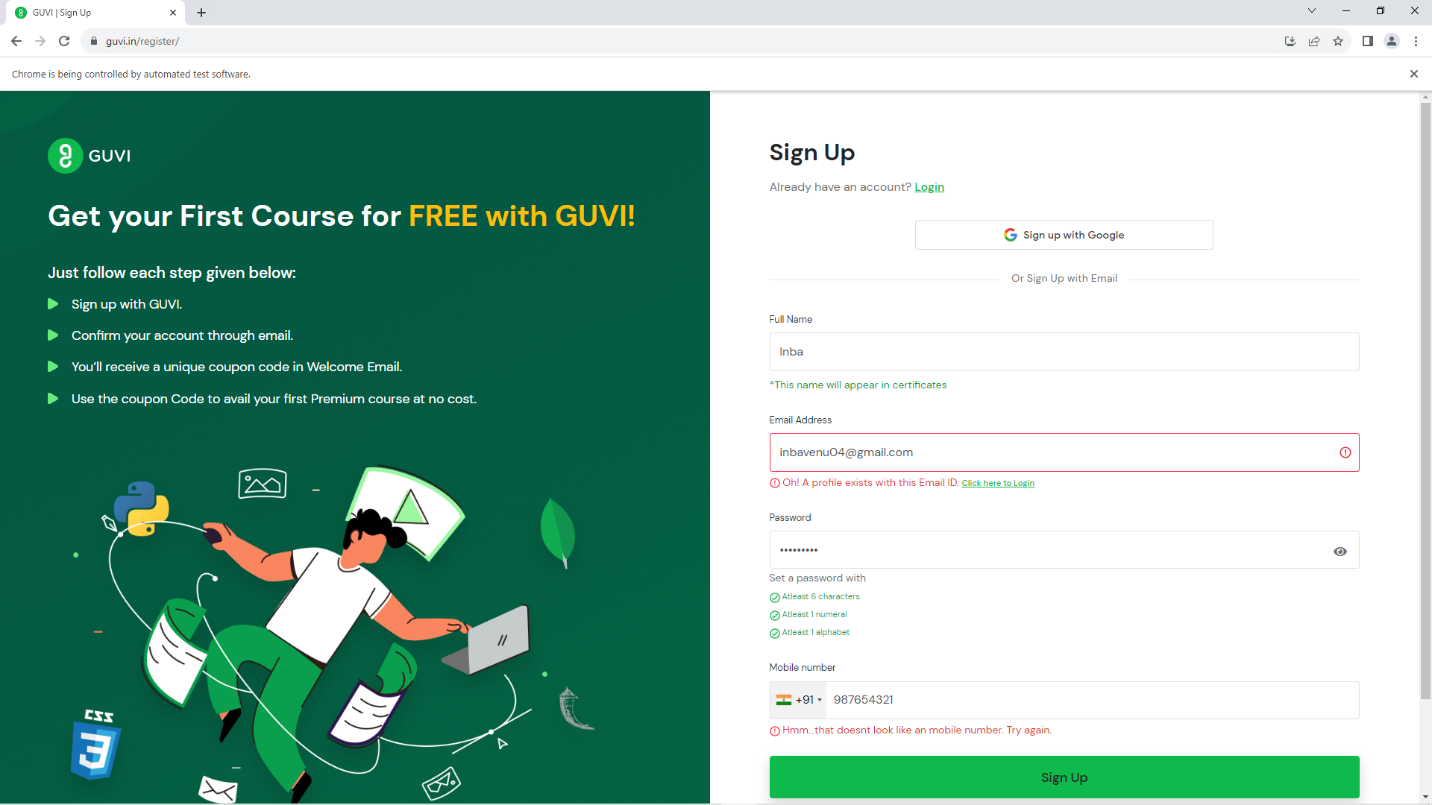 GUVI | Sign Up
guvi.in/register/
Chrome is being controlled by automated test software.
GUVI
Get your First Course for FREE with GUVI!
Just follow each step given below:
Sign up with GUVI.
Confirm your account through email.
You'll receive a unique coupon code in Welcome Email.
Use the coupon Code to avail your first Premium course at no cost.
CSS
3
Sign Up
Already have an account? Login
Sign up with Google
Or Sign Up with Email
Full Name
Inba
*This name will appear in certificates
Email Address
inbavenu04@gmail.com
Oh! A profile exists with this Email ID. Click here to Login
Password
•••••••••
Set a password with
Atleast 6 characters
Atleast 1 numeral
Atleast 1 alphabet
Mobile number
+91 987654321
Hmm...that doesnt look like an mobile number. Try again.
Sign Up